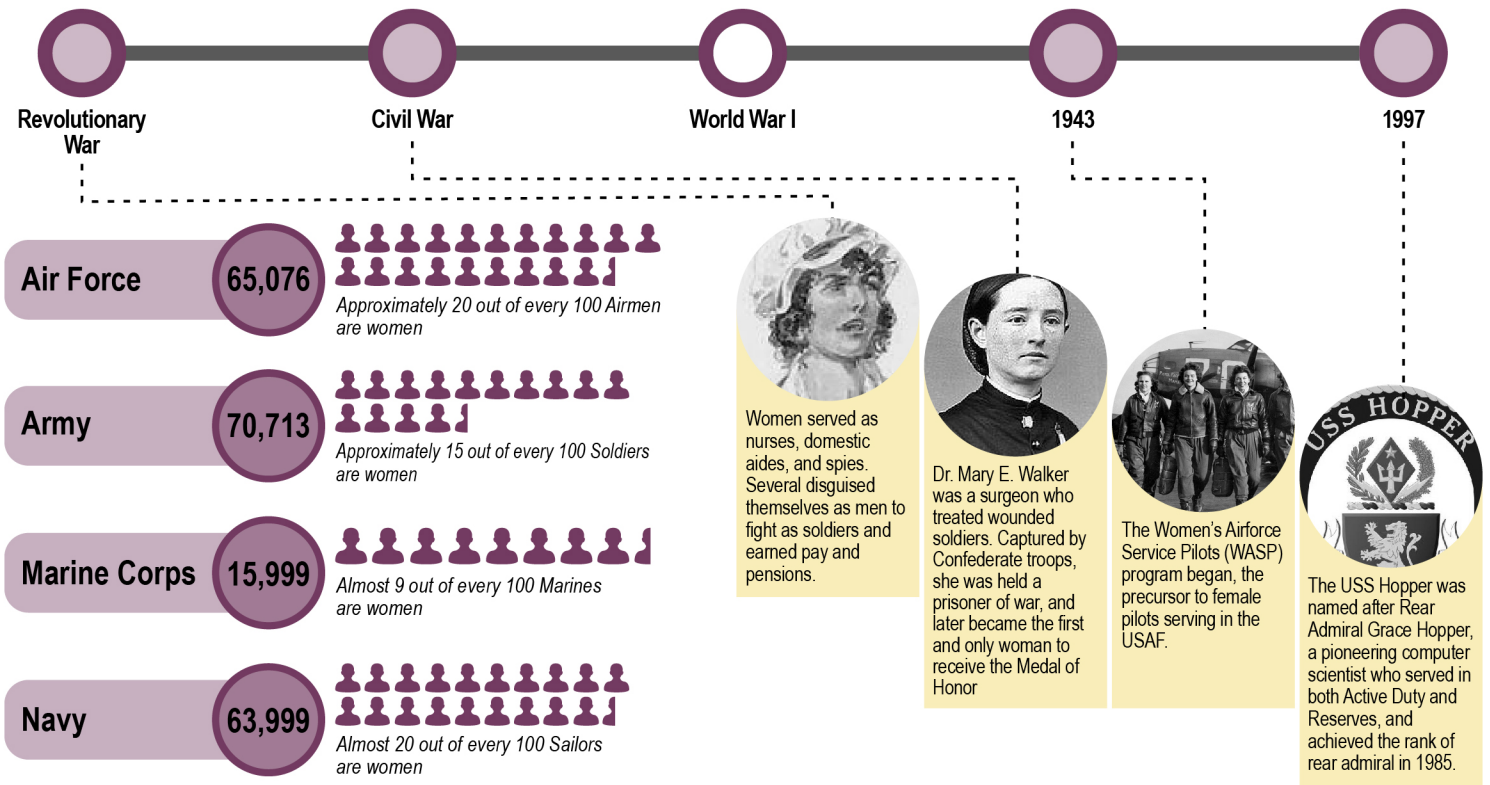 Revolutionary
War
Civil War
World War I
1943
1997
Air Force
65,076
Approximately 20 out of every 100 Airmen
are women
Army
70,713
Approximately 15 out of every 100 Soldiers
are women
Marine Corps
15,999
Almost 9 out of every 100 Marines
are women
Navy
63,999
Almost 20 out of every 100 Sailors
are women
Women served as
nurses, domestic
aides, and spies.
Several disguised
themselves as men to
fight as soldiers and
earned pay and
pensions.
Dr. Mary E. Walker
was a surgeon who
treated wounded
soldiers. Captured by
Confederate troops,
she was held a
prisoner of war, and
later became the first
and only woman to
receive the Medal of
Honor
The Women's Airforce
Service Pilots (WASP)
program began, the
precursor to female
pilots serving in the
USAF.
USS HOPPER
The USS Hopper was
named after Rear
Admiral Grace Hopper,
a pioneering computer
scientist who served in
both Active Duty and
Reserves, and
achieved the rank of
rear admiral in 1985.